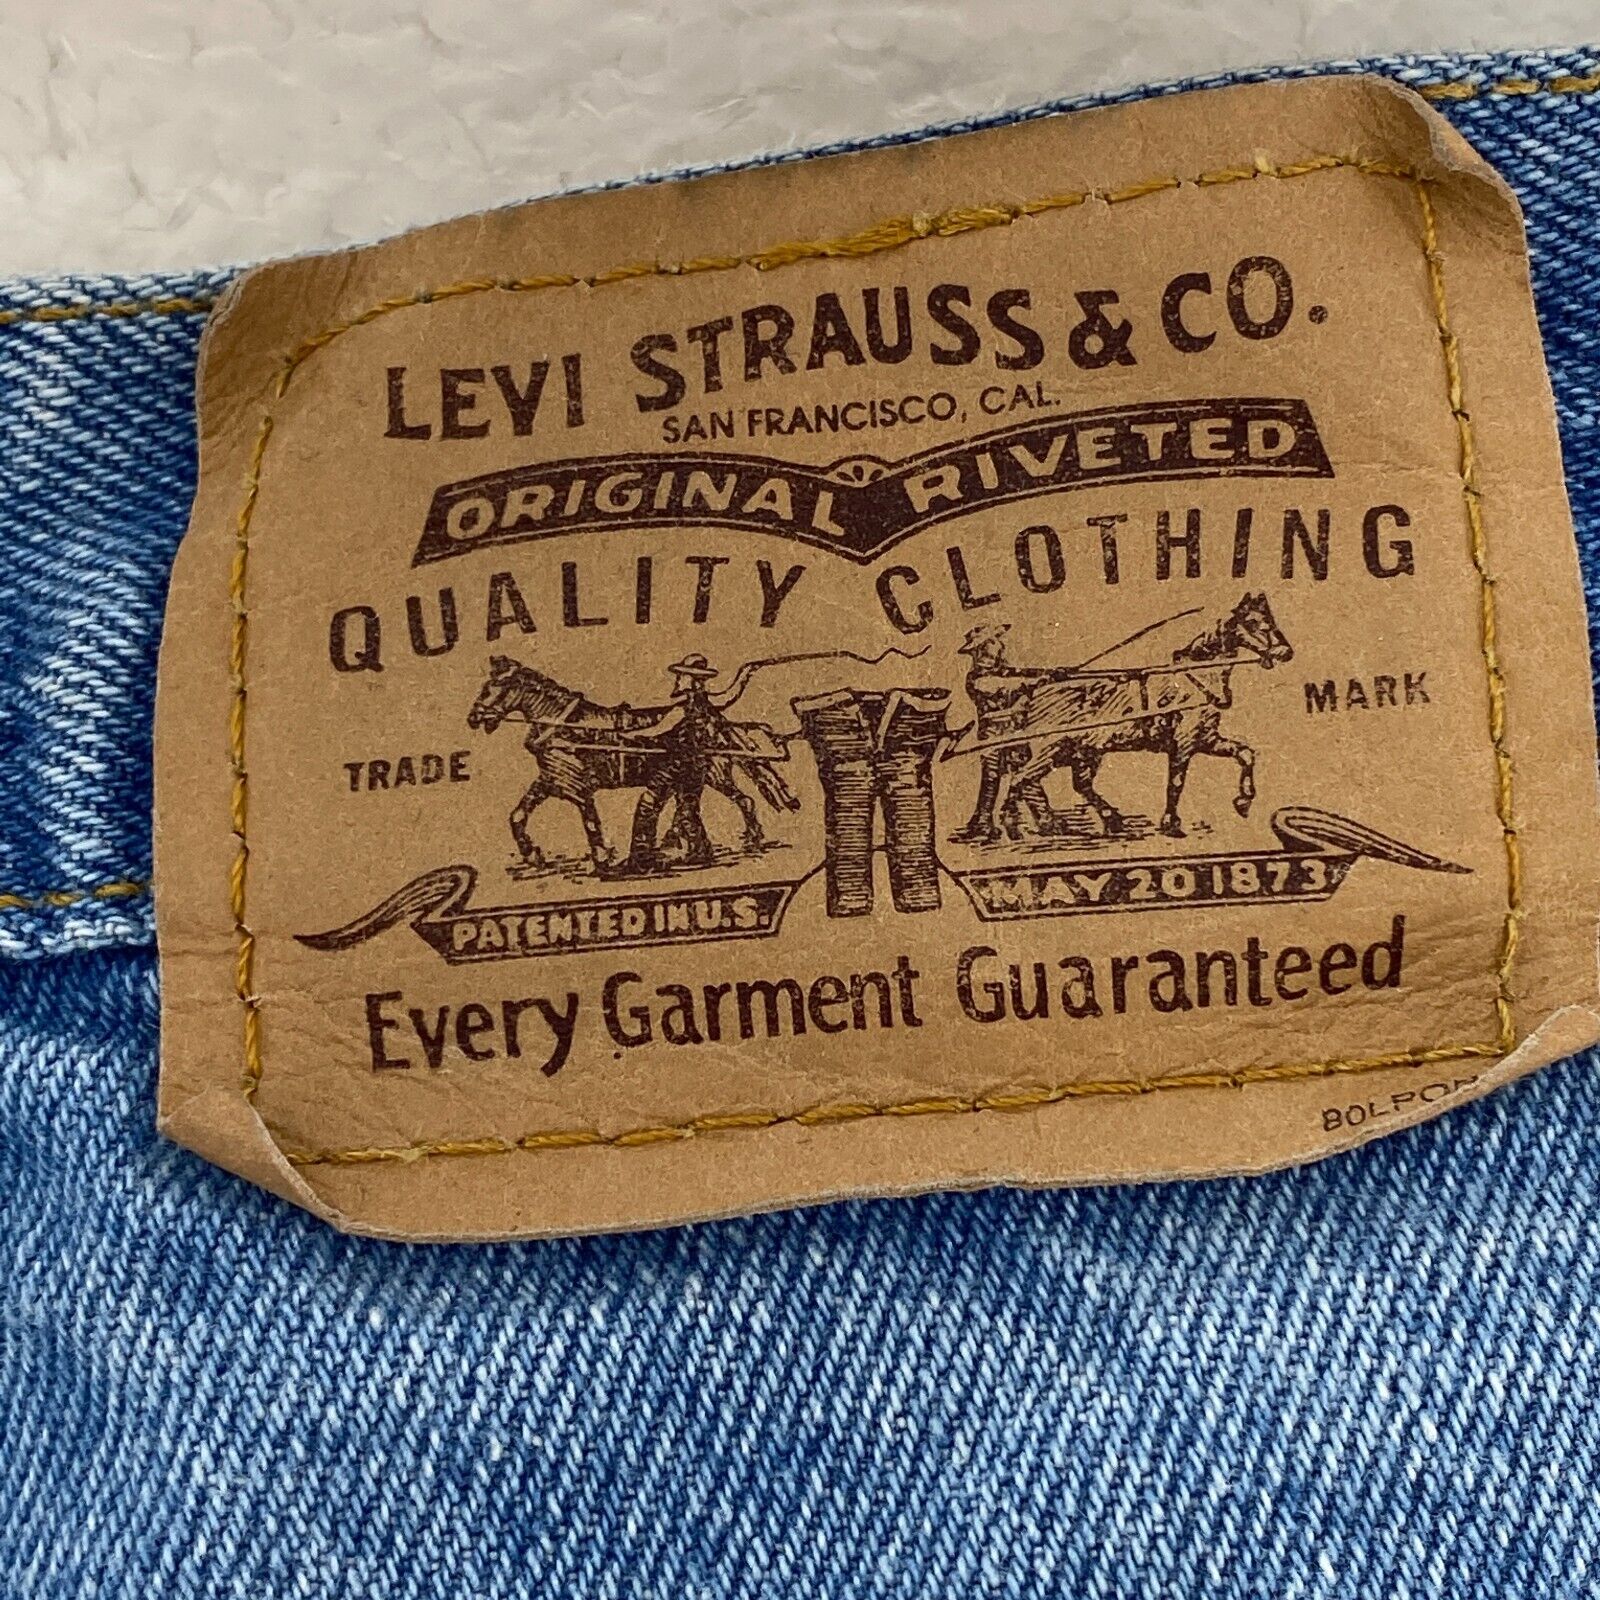 LEVI STRAUSS & CO.
SAN FRANCISCO, CAL.
ORIGINAL RIVETED
QUALITY CLOTHING
TRADE MARK
PATENTED IN U.S. MAY 20 1873
Every Garment Guaranteed